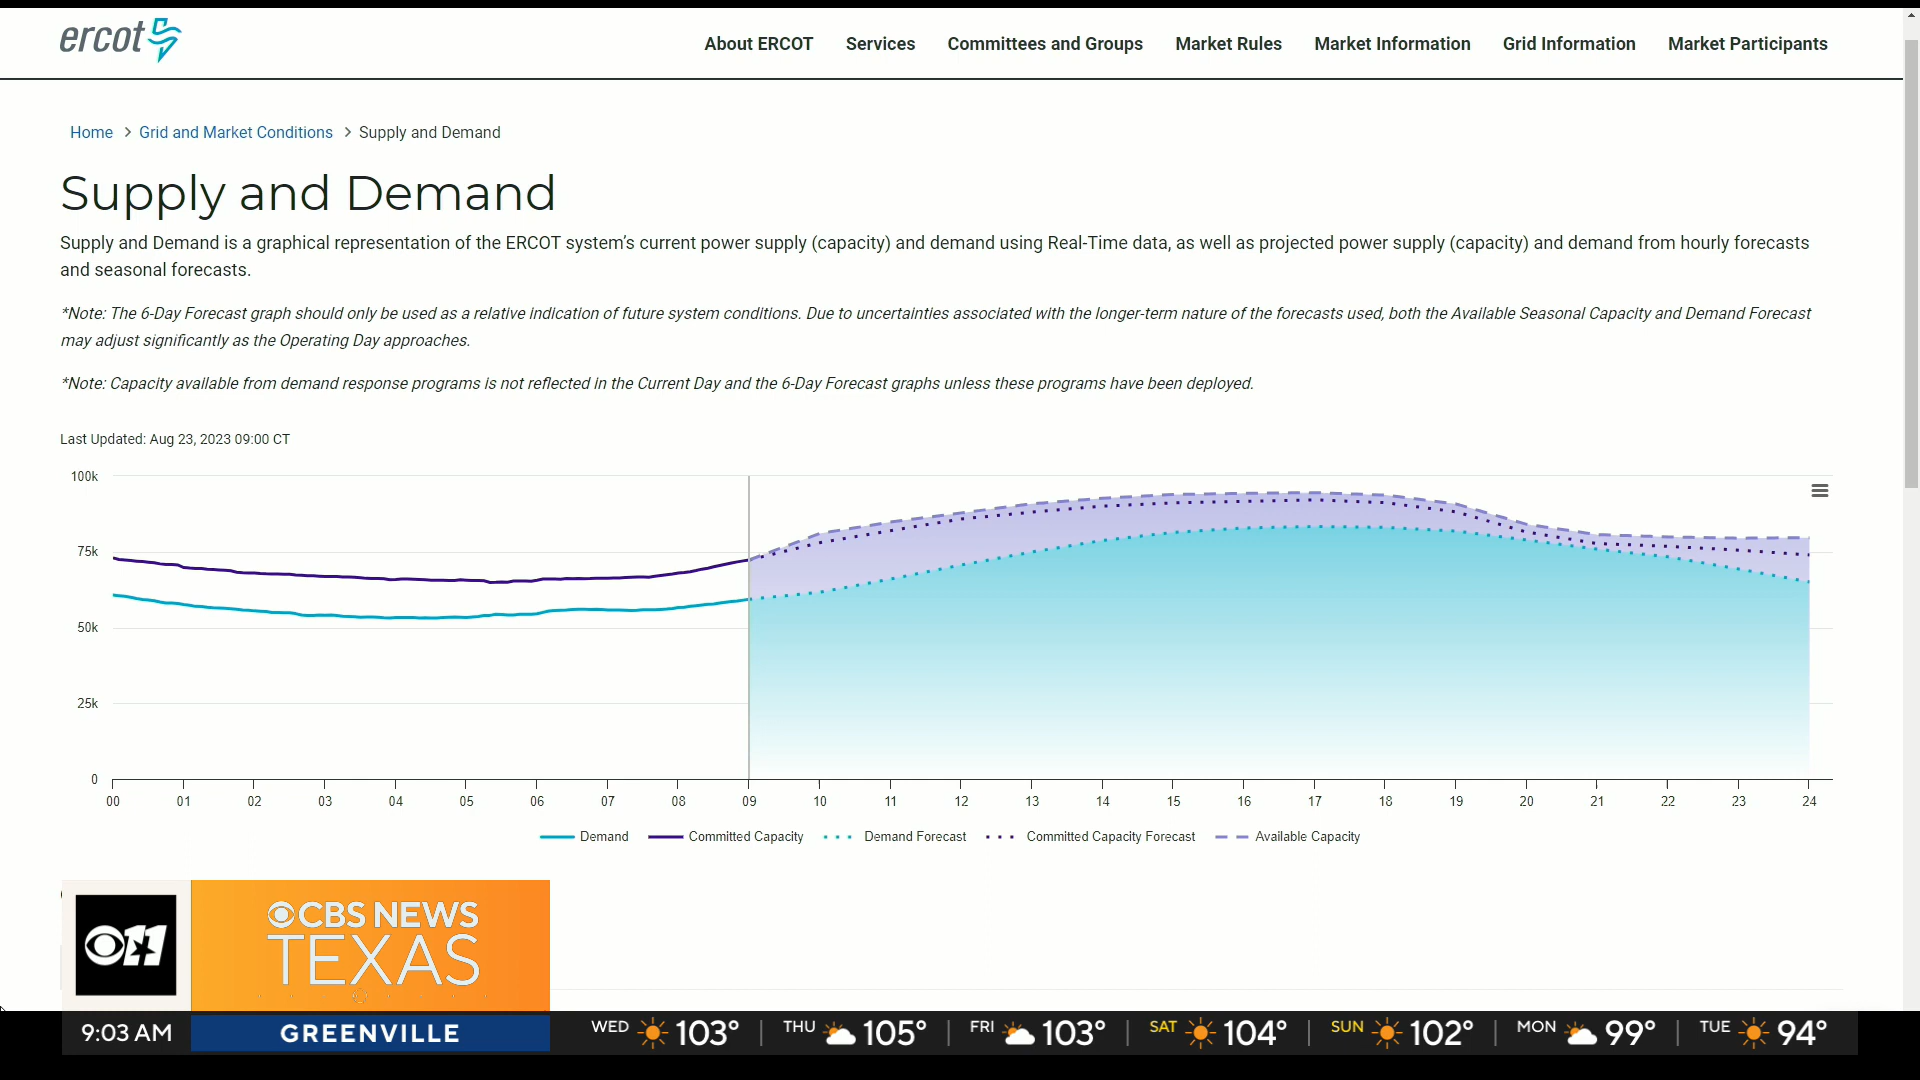 ercot
About ERCOT Services Committees and Groups Market Rules Market Information Grid Information Market Participants
Home > Grid and Market Conditions > Supply and Demand
Supply and Demand
Supply and Demand is a graphical representation of the ERCOT system's current power supply (capacity) and demand using Real-Time data, as well as projected power supply (capacity) and demand from hourly forecasts
and seasonal forecasts.
*Note: The 6-Day Forecast graph should only be used as a relative indication of future system conditions. Due to uncertainties associated with the longer-term nature of the forecasts used, both the Available Seasonal Capacity and Demand Forecast
may adjust significantly as the Operating Day approaches.
*Note: Capacity available from demand response programs is not reflected in the Current Day and the 6-Day Forecast graphs unless these programs have been deployed.
Last Updated: Aug 23, 2023 09:00 CT
100k
75k
50k
25k
0
00 01 02 03 04 05 06 07 08 09 10 11 12 13 14 15 16 17 18 19 20 21 22 23 24
Demand Committed Capacity Demand Forecast Committed Capacity Forecast Available Capacity
11
CBS NEWS
TEXAS
9:03 AM
GREENVILLE
WED 103° THU 105° FRI 103° SAT 104° SUN 102° MON 99° TUE 94°